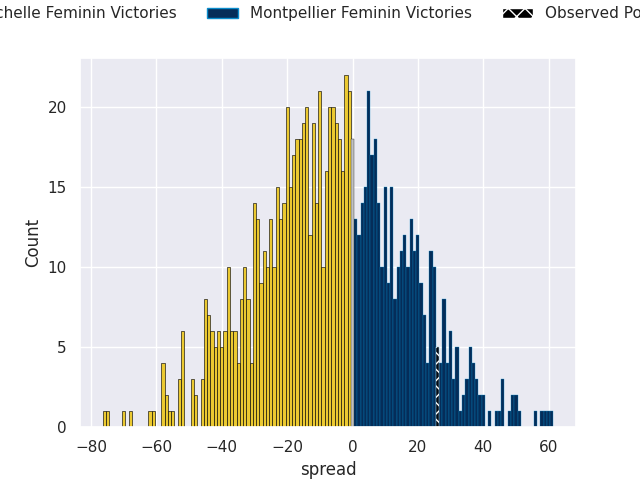 chelle Feminin Victories Montpellier Feminin Victories Observed Po
20
15
10
5
0
Count
−80 −60 −40 −20 0 20 40 60
spread